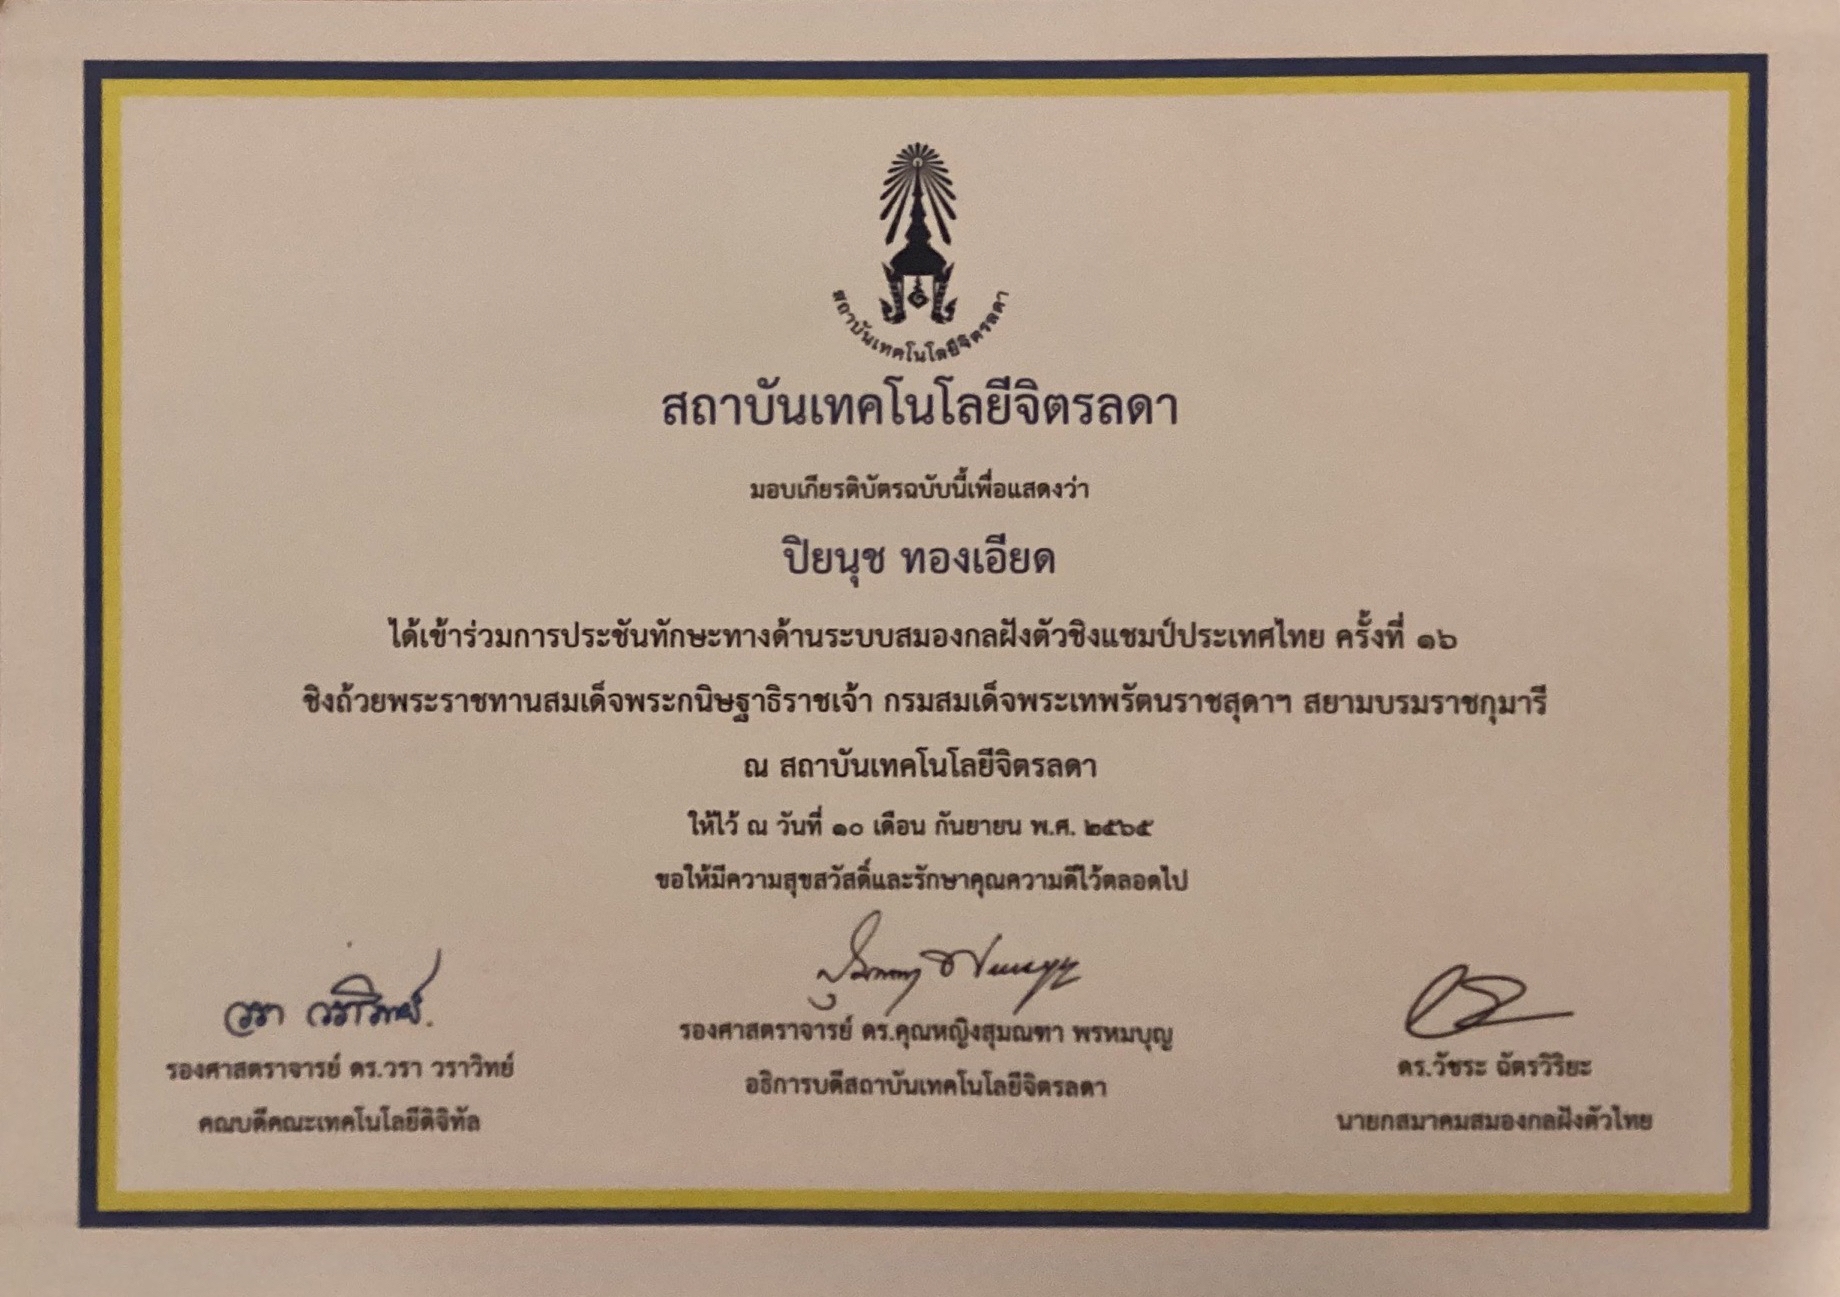 สถาบันเทคโนโลยีจิตรลดา
สถาบันเทคโนโลยีจิตรลดา
มอบเกียรติบัตรฉบับนี้เพื่อแสดงว่า
ปิยนุช ทองเอียด
ได้เข้าร่วมการประชันทักษะทางด้านระบบสมองกลฝังตัวชิงแชมป์ประเทศไทย ครั้งที่ ๑๖
ชิงถ้วยพระราชทานสมเด็จพระกนิษฐาธิราชเจ้า กรมสมเด็จพระเทพรัตนราชสุดาฯ สยามบรมราชกุมารี
ณ สถาบันเทคโนโลยีจิตรลดา
ให้ไว้ ณ วันที่ ๑๐ เดือน กันยายน พ.ศ. ๒๕๖๕
ขอให้มีความสุขสวัสดิ์และรักษาคุณความดีไว้ตลอดไป
วรา วราวิทย์
รองศาสตราจารย์ ดร.วรา วราวิทย์
คณบดีคณะเทคโนโลยีดิจิทัล
รองศาสตราจารย์ ดร.คุณหญิงสุมณฑา พรหมบุญ
อธิการบดีสถาบันเทคโนโลยีจิตรลดา
ดร.วัชระ ฉัตรวิริยะ
นายกสมาคมสมองกลฝังตัวไทย